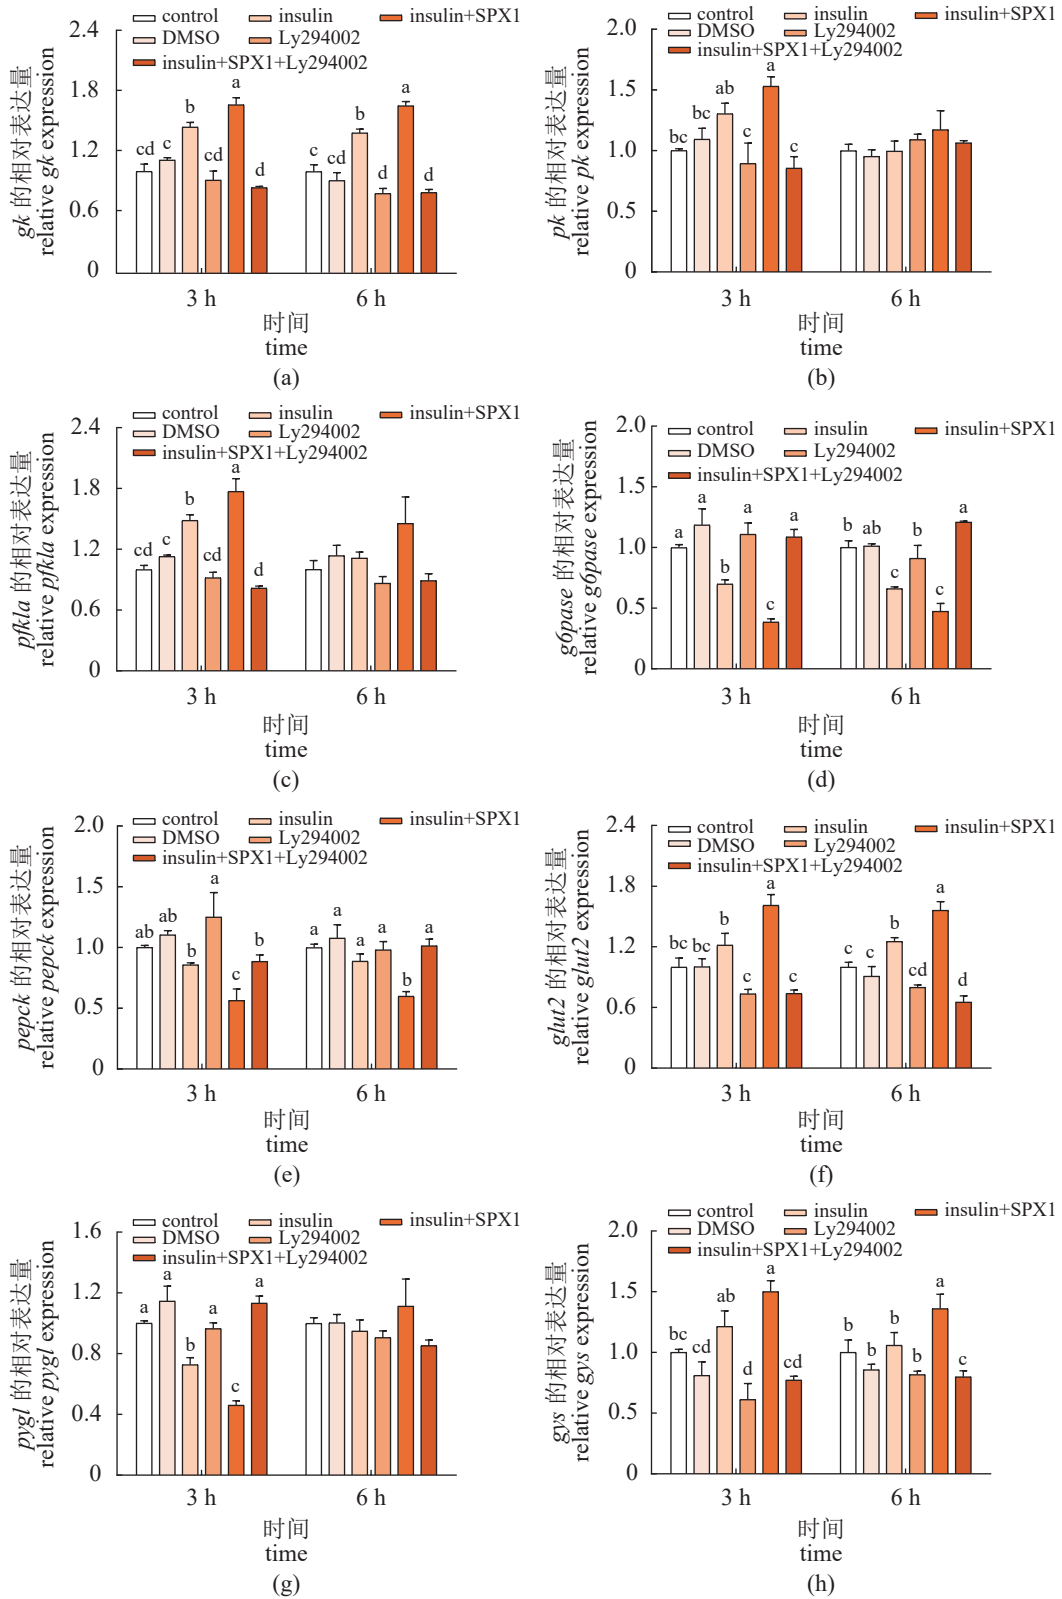 control insulin insulin+SPX1
DMSO Ly294002
insulin+SPX1+Ly294002
gk 的相对表达量
relative gk expression
2.4
1.8
1.2
0.6
0
cd c b cd a d
c cd b d a d
3 h 6 h
时间
time
(a)
control insulin insulin+SPX1
DMSO Ly294002
insulin+SPX1+Ly294002
pk 的相对表达量
relative pk expression
2.0
1.5
1.0
0.5
0
bc bc ab c a c
3 h 6 h
时间
time
(b)
control insulin insulin+SPX1
DMSO Ly294002
insulin+SPX1+Ly294002
pfkla 的相对表达量
relative pfkla expression
2.4
1.8
1.2
0.6
0
cd c b cd a d
3 h 6 h
时间
time
(c)
control insulin insulin+SPX1
DMSO Ly294002
insulin+SPX1+Ly294002
g6pase 的相对表达量
relative g6pase expression
2.0
1.5
1.0
0.5
0
a a b a c a
b ab c b c a
3 h 6 h
时间
time
(d)
control insulin insulin+SPX1
DMSO Ly294002
insulin+SPX1+Ly294002
pepck 的相对表达量
relative pepck expression
2.0
1.5
1.0
0.5
0
ab ab b a c b
a a a a b a
3 h 6 h
时间
time
(e)
control insulin insulin+SPX1
DMSO Ly294002
insulin+SPX1+Ly294002
glut2 的相对表达量
relative glut2 expression
2.4
1.8
1.2
0.6
0
bc bc b c a c
c c b cd a d
3 h 6 h
时间
time
(f)
control insulin insulin+SPX1
DMSO Ly294002
insulin+SPX1+Ly294002
pygl 的相对表达量
relative pygl expression
1.6
1.2
0.8
0.4
0
a a b a c a
3 h 6 h
时间
time
(g)
control insulin insulin+SPX1
DMSO Ly294002
insulin+SPX1+Ly294002
gys 的相对表达量
relative gys expression
2.0
1.5
1.0
0.5
0
bc cd ab d a cd
b b b b a c
3 h 6 h
时间
time
(h)